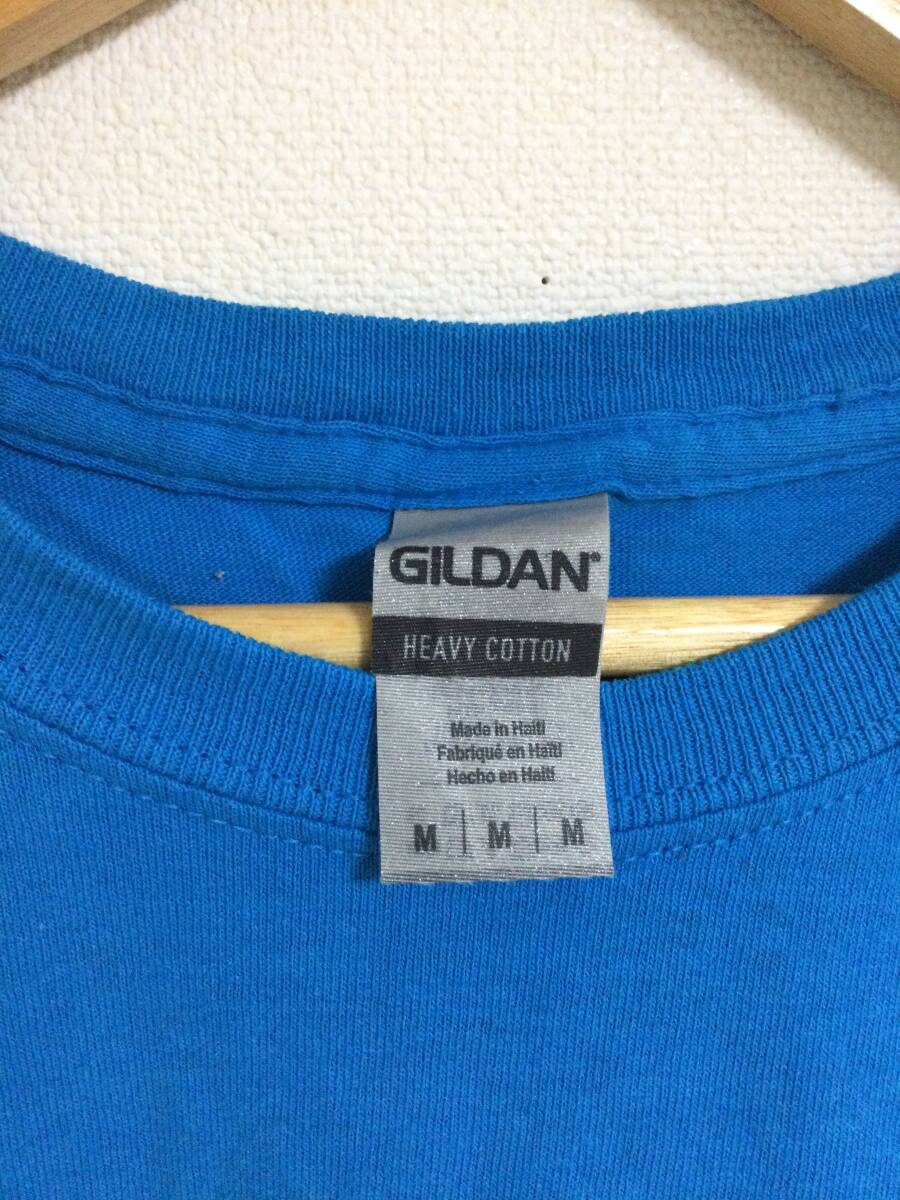 GILDAN®
HEAVY COTTON
Made in Haiti
Fabriqué en Haïti
Hecho en Haití
M | M | M